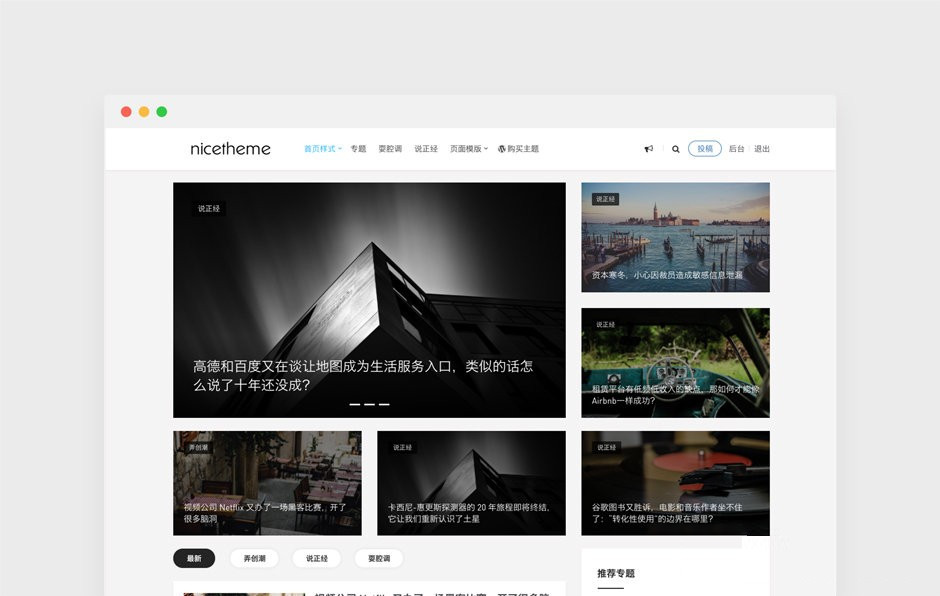 nicetheme
首页样式 专题 耍腔调 说正经 页面模版 购买主题
投稿 后台 退出
说正经
高德和百度又在谈让地图成为生活服务入口，类似的话怎
么说了十年还没成？
说正经
资本寒冬，小心因裁员造成敏感信息泄漏
说正经
租赁平台有低频低收入的缺点，那如何才能像
Airbnb一样成功？
弄创潮
视频公司 Netflix 又办了一场黑客比赛，开了
很多脑洞
说正经
卡西尼-惠更斯探测器的 20 年旅程即将终结，
它让我们重新认识了土星
说正经
谷歌图书又胜诉，电影和音乐作者坐不住
了：“转化性使用”的边界在哪里？
最新 弄创潮 说正经 耍腔调
推荐专题